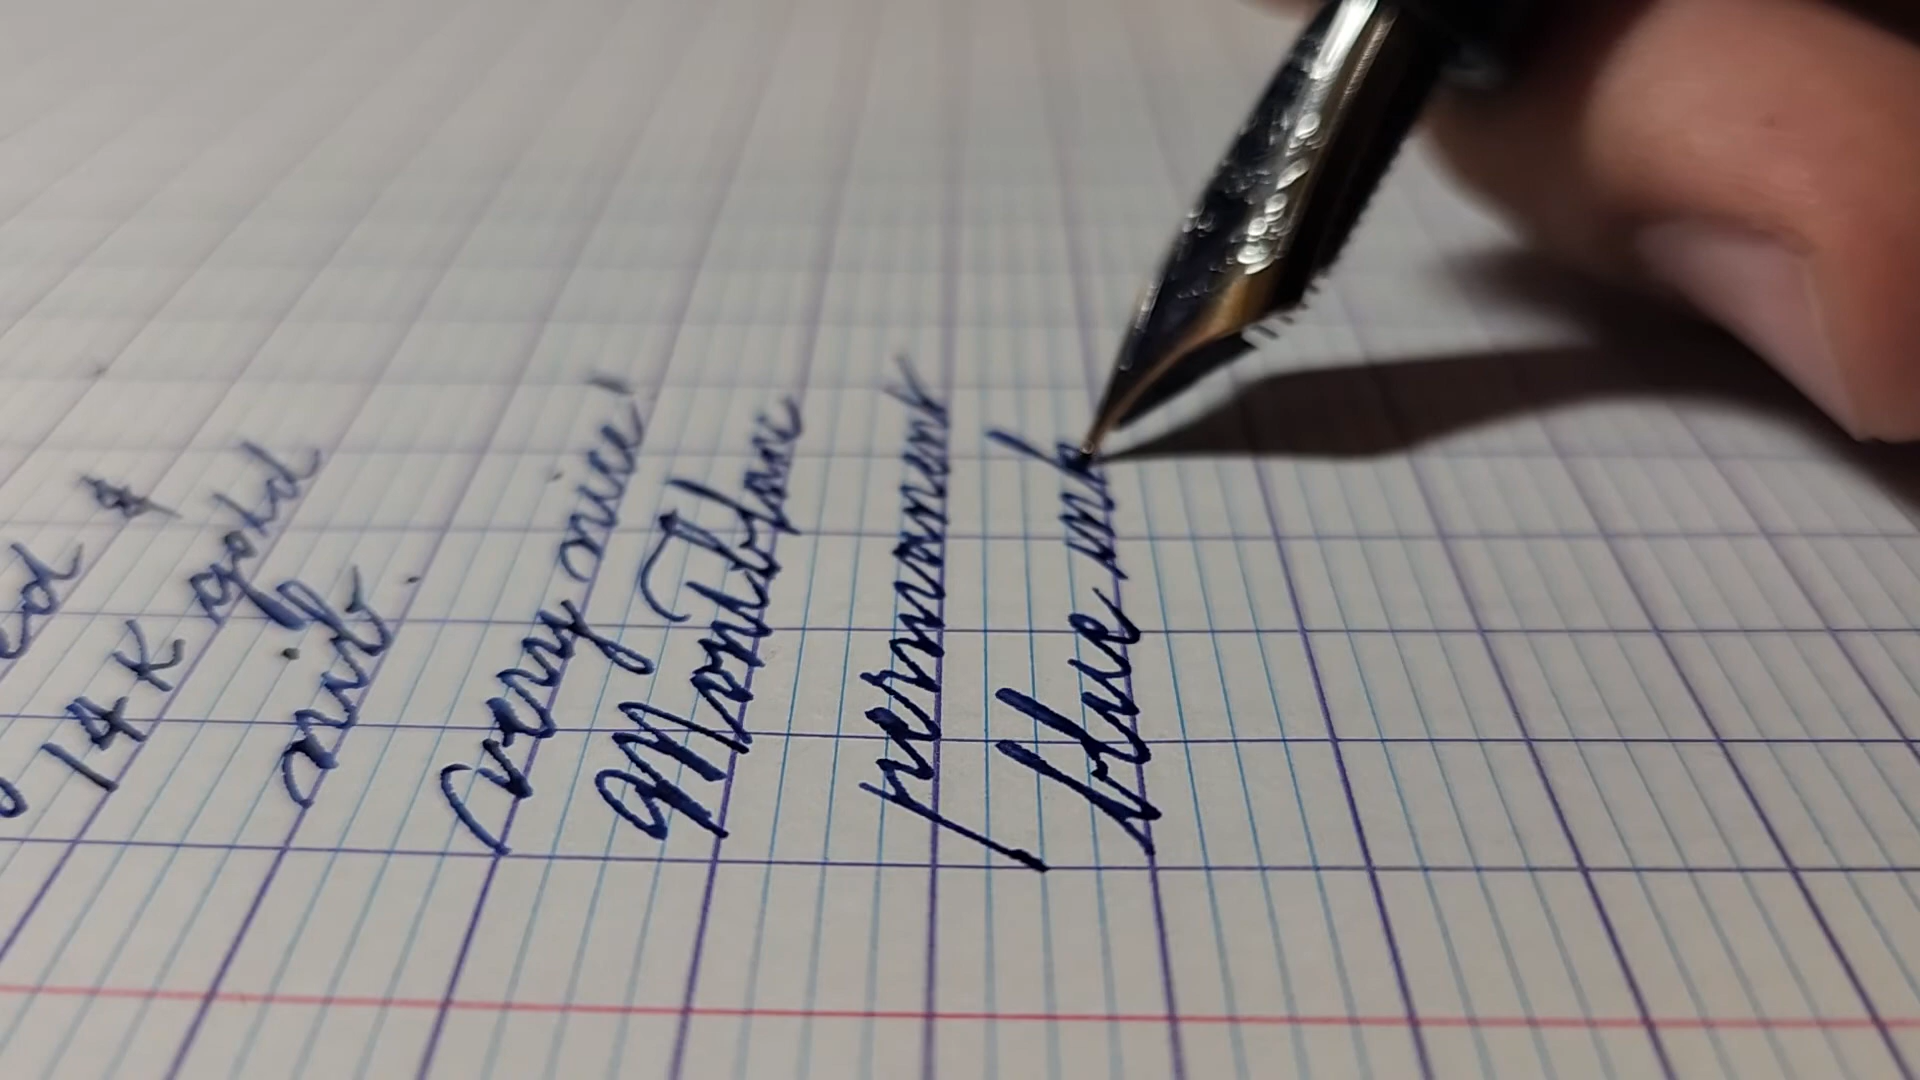 14K gold
nib.
very nice!
Montblanc
permanent
blue ink